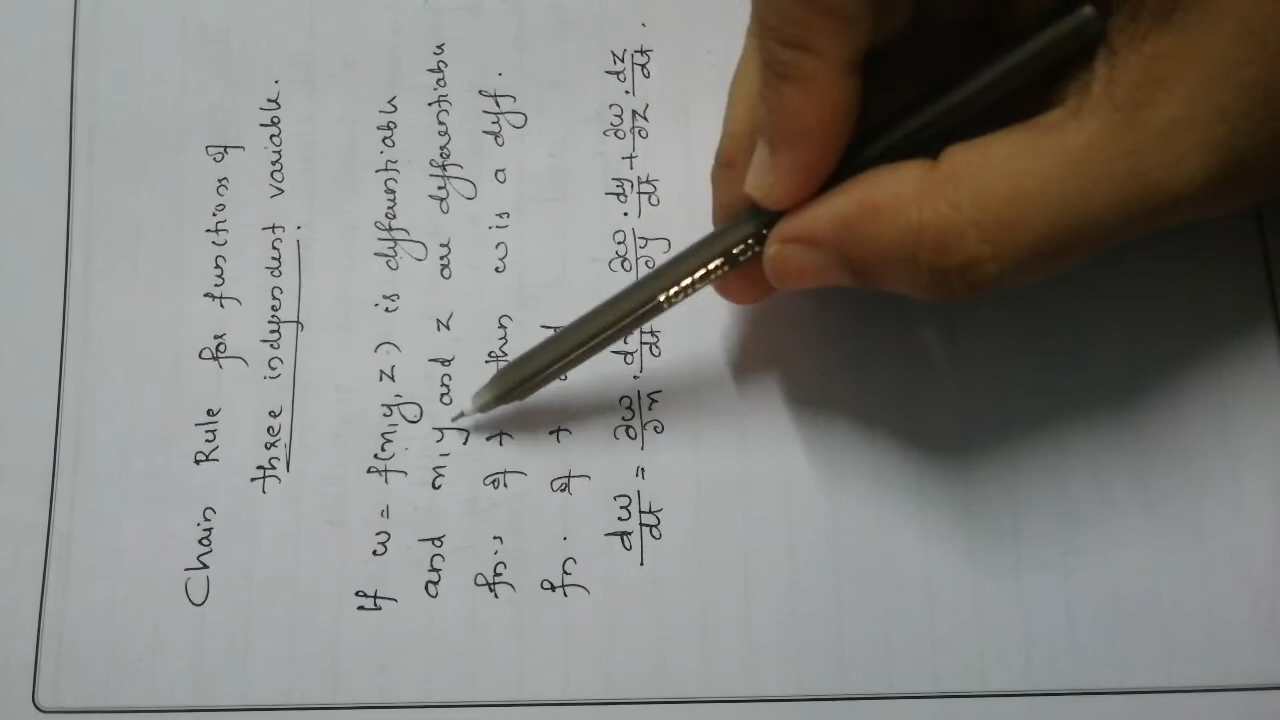 Chain Rule for functions of
three independent variable.
If w = f(x,y,z) is differentiable
and x,y and z are differentiable
fns of t then w is a diff.
fn. of t
dw/dt = ∂w/∂x . dx/dt ∂w/∂y . dy/dt + ∂w/∂z . dz/dt .